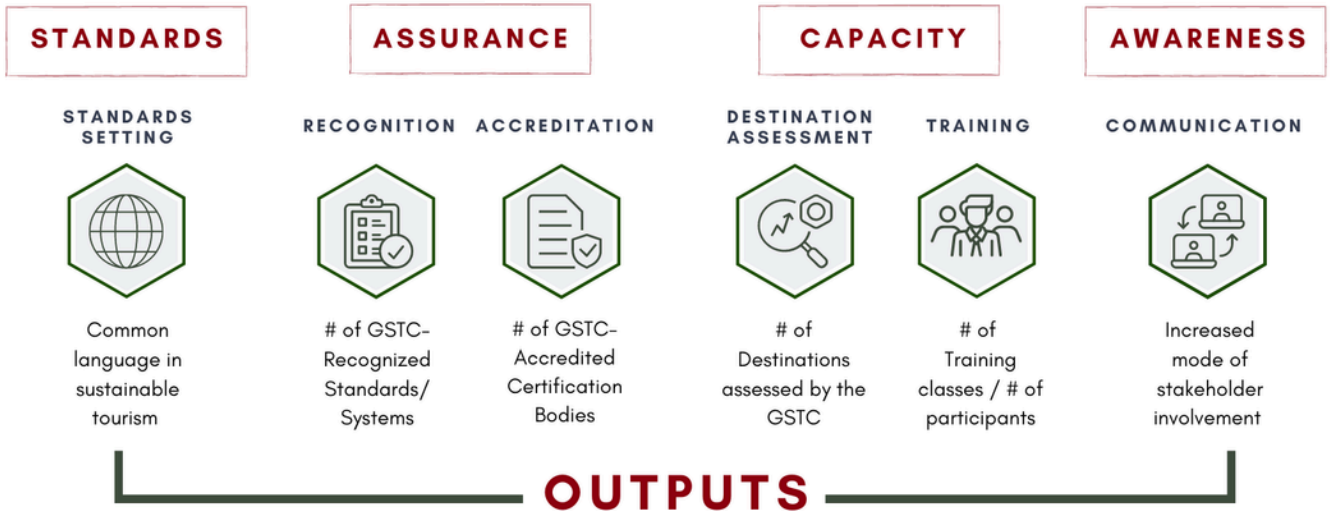 STANDARDS
ASSURANCE
CAPACITY
AWARENESS
STANDARDS
SETTING
RECOGNITION
ACCREDITATION
DESTINATION
ASSESSMENT
TRAINING
COMMUNICATION
Common
language in
sustainable
tourism
# of GSTC-
Recognized
Standards/
Systems
# of GSTC-
Accredited
Certification
Bodies
# of
Destinations
assessed by the
GSTC
# of
Training
classes / # of
participants
Increased
mode of
stakeholder
involvement
OUTPUTS